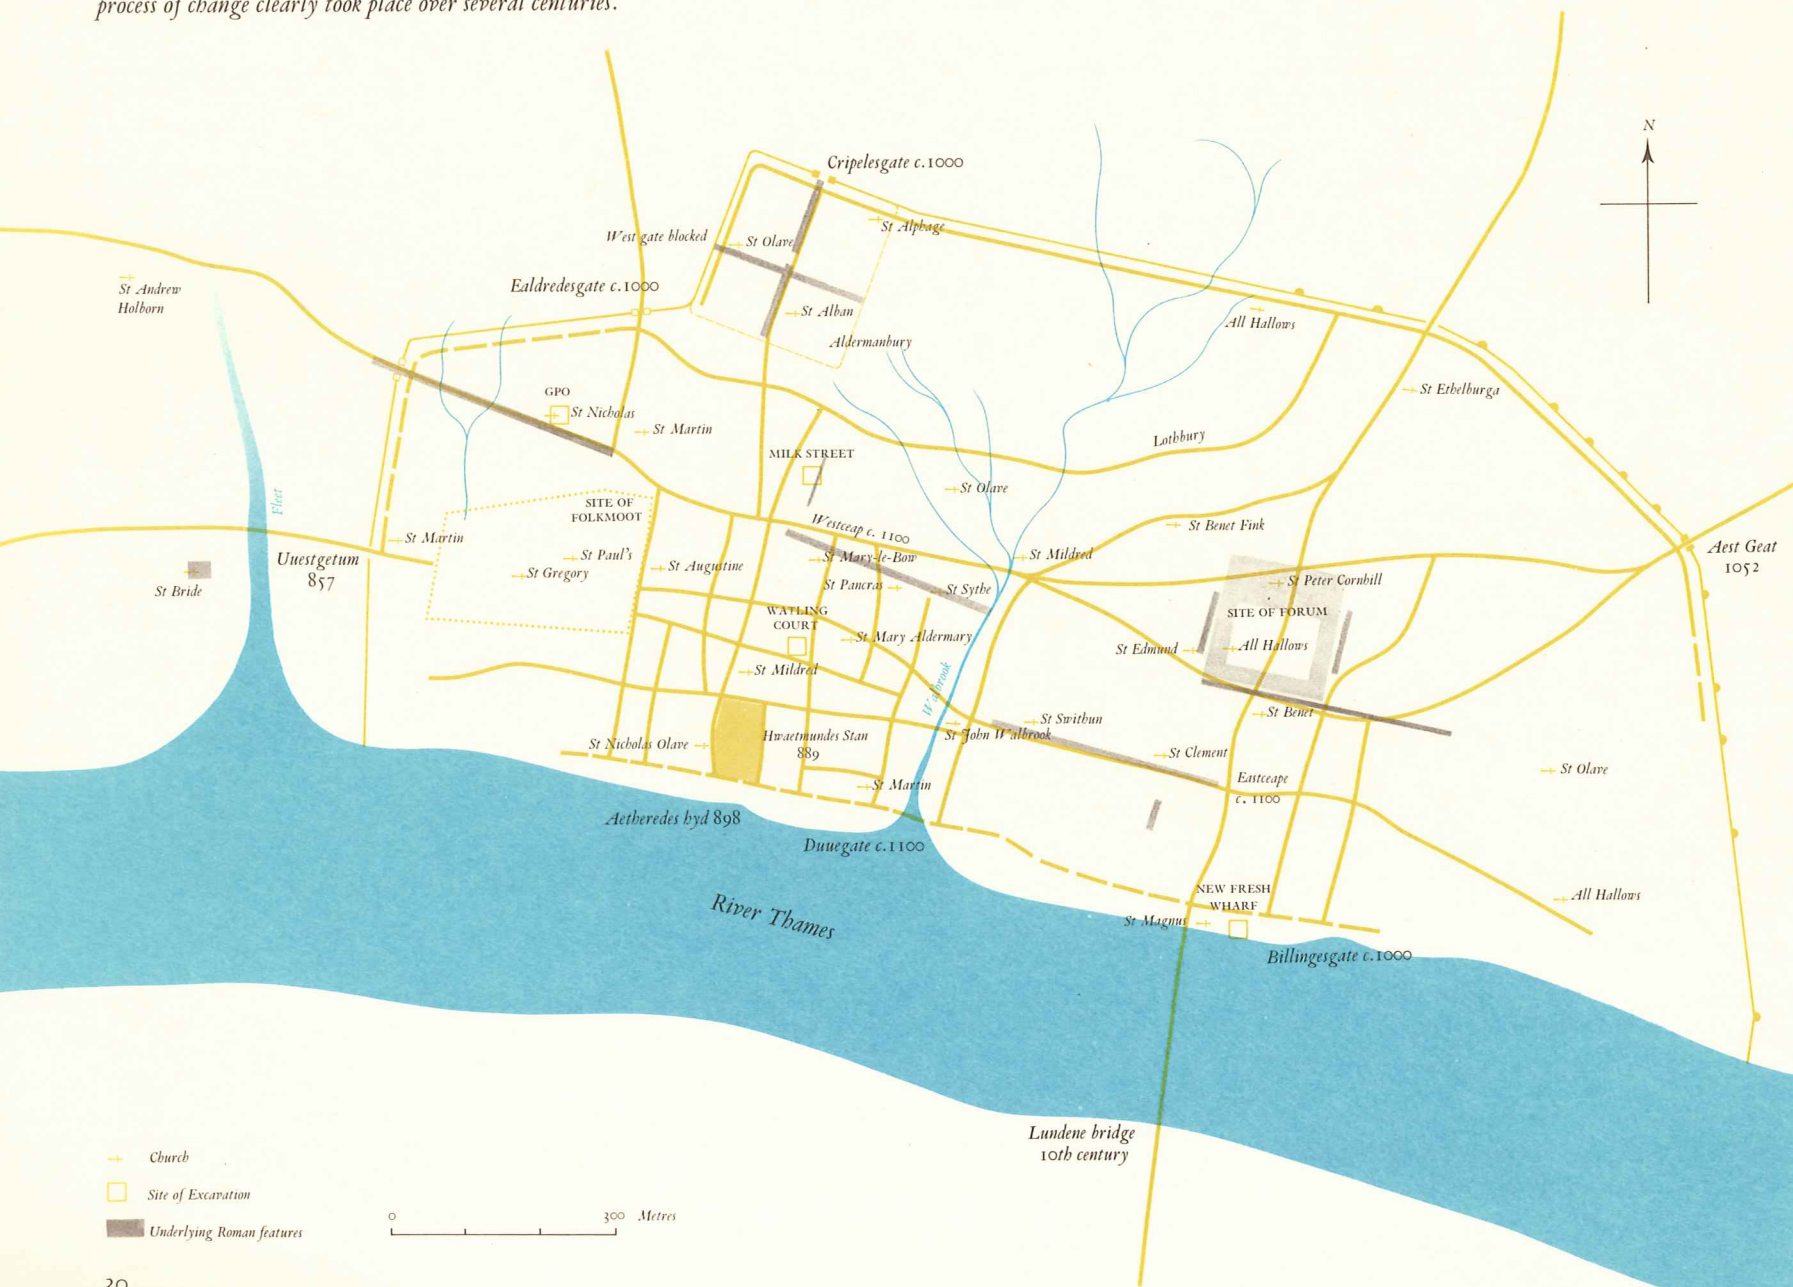 process of change clearly took place over several centuries.
N
Cripelesgate c.1000
St Alphage
West gate blocked
St Olave
Ealdredesgate c.1000
St Andrew
Holborn
St Alban
All Hallows
Aldermanbury
GPO
St Nicholas
St Martin
St Ethelburga
Lothbury
MILK STREET
St Olave
Fleet
SITE OF
FOLKMOOT
Westceap c. 1100
St Benet Fink
St Martin
Uuestgetum
857
St Paul's
St Gregory
St Augustine
St Mary-le-Bow
St Pancras
St Sythe
St Mildred
Aest Geat
1052
St Peter Cornhill
St Bride
WATLING
COURT
SITE OF FORUM
St Mary Aldermary
St Edmund
All Hallows
St Mildred
Walbrook
St Benet
St Swithun
St John Walbrook
Hwaetmundes Stan
889
St Nicholas Olave
St Clement
St Olave
Eastceape
c. 1100
St Martin
Aetheredes hyd 898
Duuegate c.1100
NEW FRESH
WHARF
All Hallows
St Magnus
River Thames
Billingesgate c.1000
Lundene bridge
10th century
Church
Site of Excavation
Underlying Roman features
0 300 Metres
20